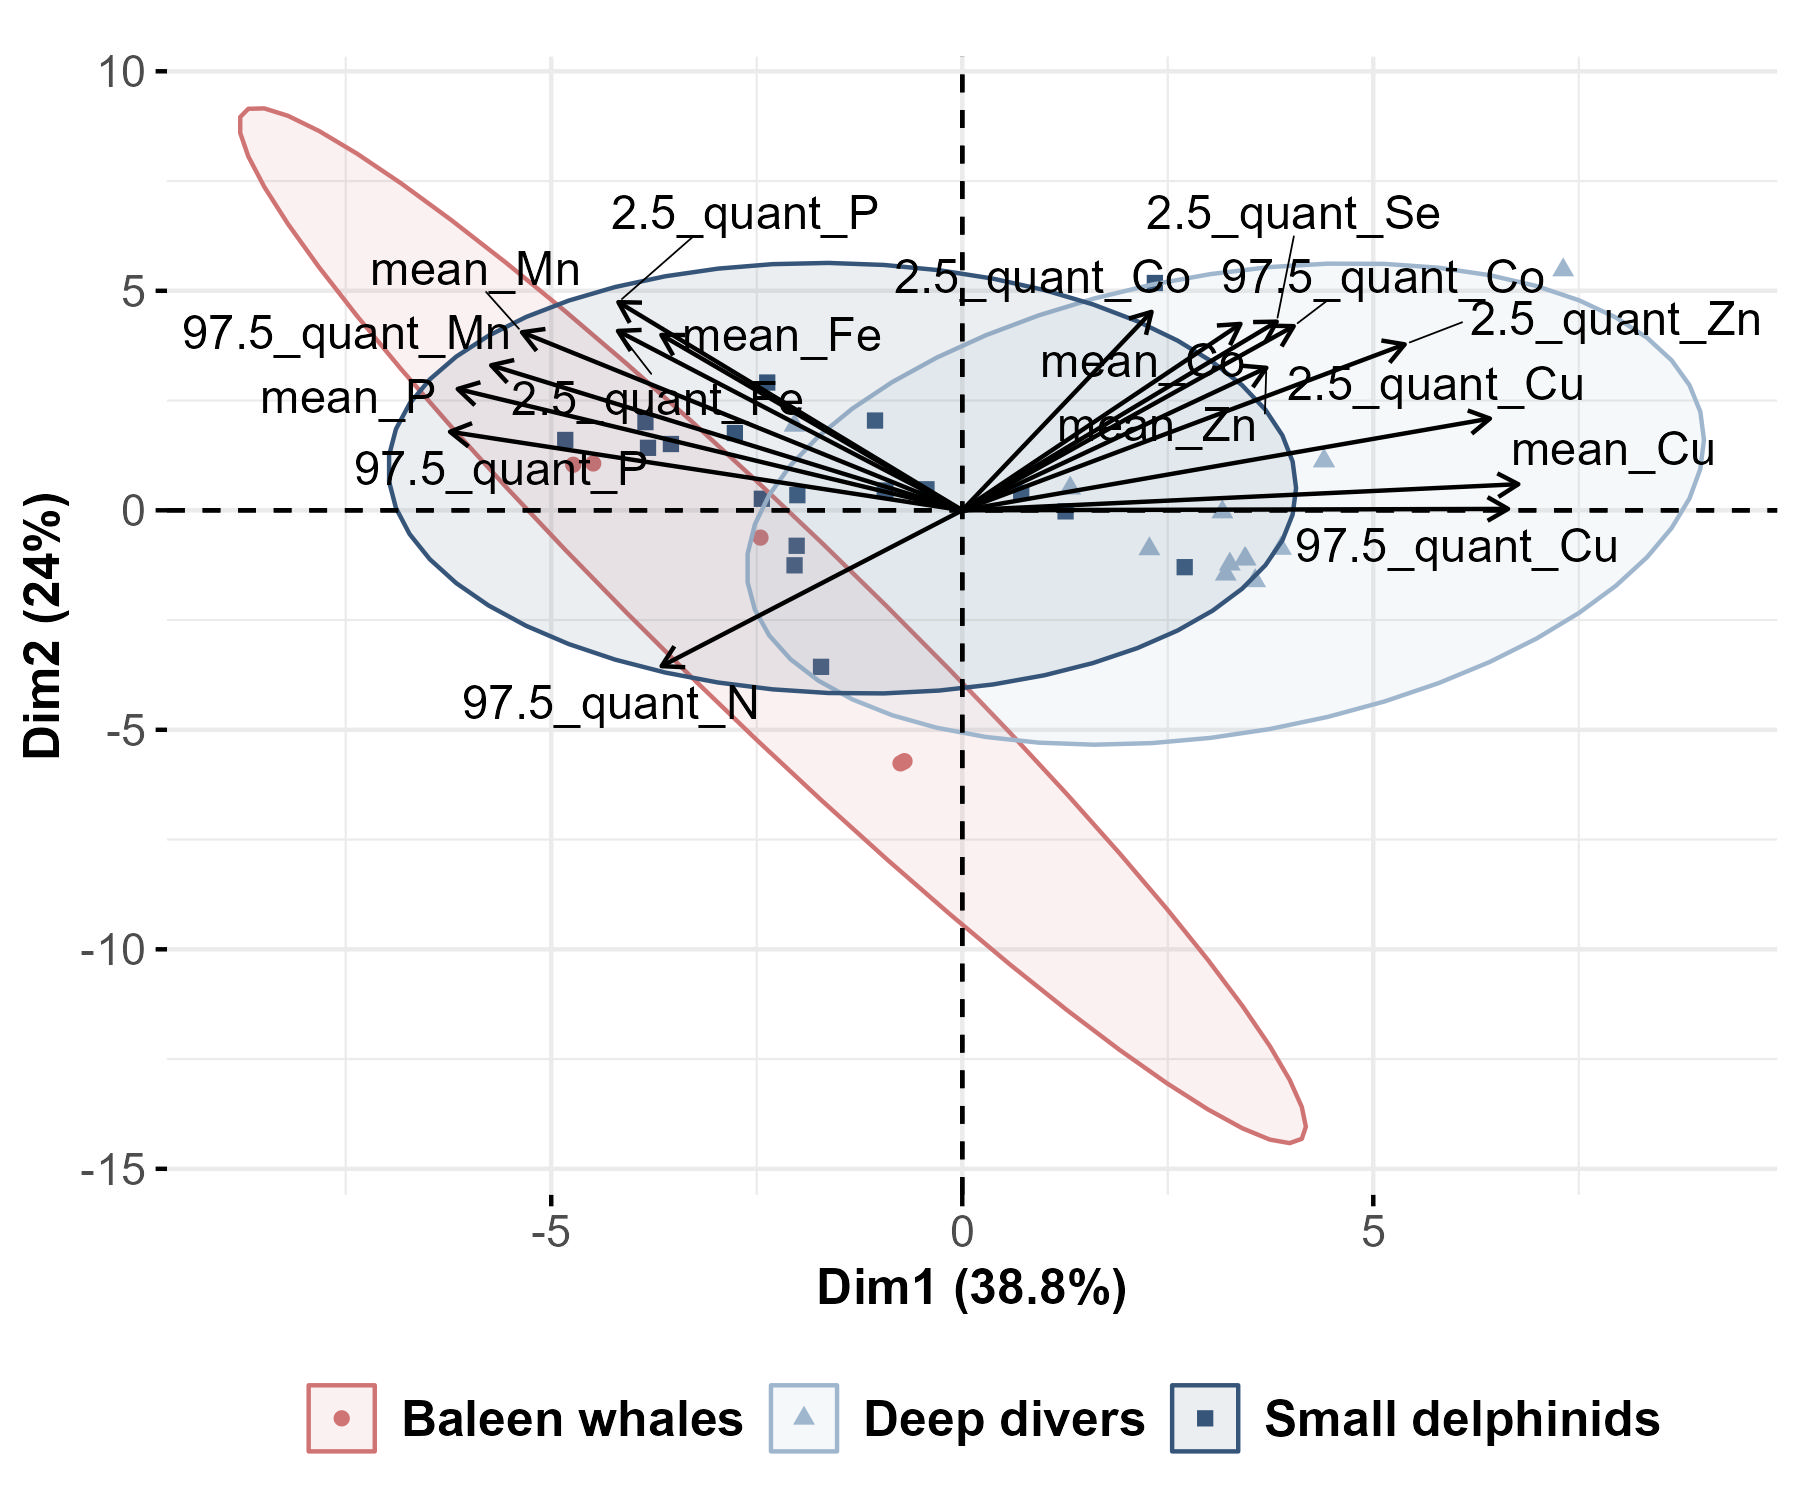 10
5
0
-5
-10
-15
Dim2 (24%)
2.5_quant_P
2.5_quant_Se
mean_Mn
2.5_quant_Co
97.5_quant_Co
97.5_quant_Mn
mean_Fe
2.5_quant_Zn
mean_Co
mean_P
2.5_quant_Fe
2.5_quant_Cu
mean_Zn
mean_Cu
97.5_quant_P
97.5_quant_Cu
97.5_quant_N
-5
0
5
Dim1 (38.8%)
Baleen whales
Deep divers
Small delphinids